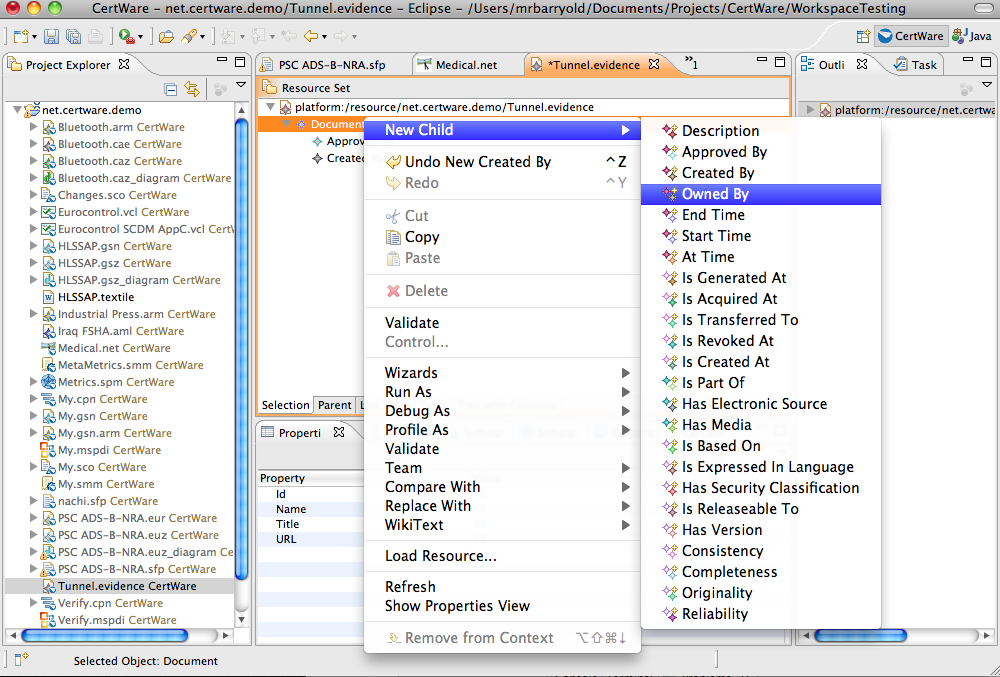 CertWare - net.certware.demo/Tunnel.evidence - Eclipse - /Users/mrbarryold/Documents/Projects/CertWare/WorkspaceTesting
CertWare
Java
Project Explorer
net.certware.demo
Bluetooth.arm CertWare
Bluetooth.cae CertWare
Bluetooth.caz CertWare
Bluetooth.caz_diagram CertWare
Changes.sco CertWare
Eurocontrol.vcl CertWare
Eurocontrol SCDM AppC.vcl Cert
HLSSAP.gsn CertWare
HLSSAP.gsz CertWare
HLSSAP.gsz_diagram CertWare
HLSSAP.textile
Industrial Press.arm CertWare
Iraq FSHA.aml CertWare
Medical.net CertWare
MetaMetrics.smm CertWare
Metrics.spm CertWare
My.cpn CertWare
My.gsn CertWare
My.gsn.arm CertWare
My.mspdi CertWare
My.sco CertWare
My.smm CertWare
nachi.sfp CertWare
PSC ADS-B-NRA.eur CertWare
PSC ADS-B-NRA.euz CertWare
PSC ADS-B-NRA.euz_diagram Ce
PSC ADS-B-NRA.sfp CertWare
Tunnel.evidence CertWare
Verify.cpn CertWare
Verify.mspdi CertWare
PSC ADS-B-NRA.sfp
Medical.net
*Tunnel.evidence
»1
Resource Set
platform:/resource/net.certware.demo/Tunnel.evidence
Document
Approv
Create
Selection
Parent
L
Properti
Property
Id
Name
Title
URL
New Child
Undo New Created By ^Z
Redo ^Y
Cut
Copy
Paste
Delete
Validate
Control...
Wizards
Run As
Debug As
Profile As
Validate
Team
Compare With
Replace With
WikiText
Load Resource...
Refresh
Show Properties View
Remove from Context ⌥⇧⌘↓
Description
Approved By
Created By
Owned By
End Time
Start Time
At Time
Is Generated At
Is Acquired At
Is Transferred To
Is Revoked At
Is Created At
Is Part Of
Has Electronic Source
Has Media
Is Based On
Is Expressed In Language
Has Security Classification
Is Releaseable To
Has Version
Consistency
Completeness
Originality
Reliability
Outli
Task
platform:/resource/net.certwa
Selected Object: Document